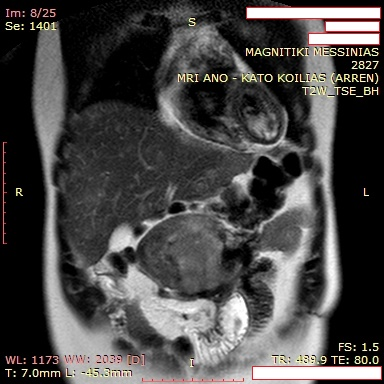 Im: 8/25
Se: 1401
S
MAGNITIKI MESSINIAS
2827
MRI ANO - KATO KOILIAS (ARREN)
T2W_TSE_BH
R
L
WL: 1173 WW: 2039 [D]
T: 7.0mm L: -45.3mm
I
FS: 1.5
TR: 489.9 TE: 80.0